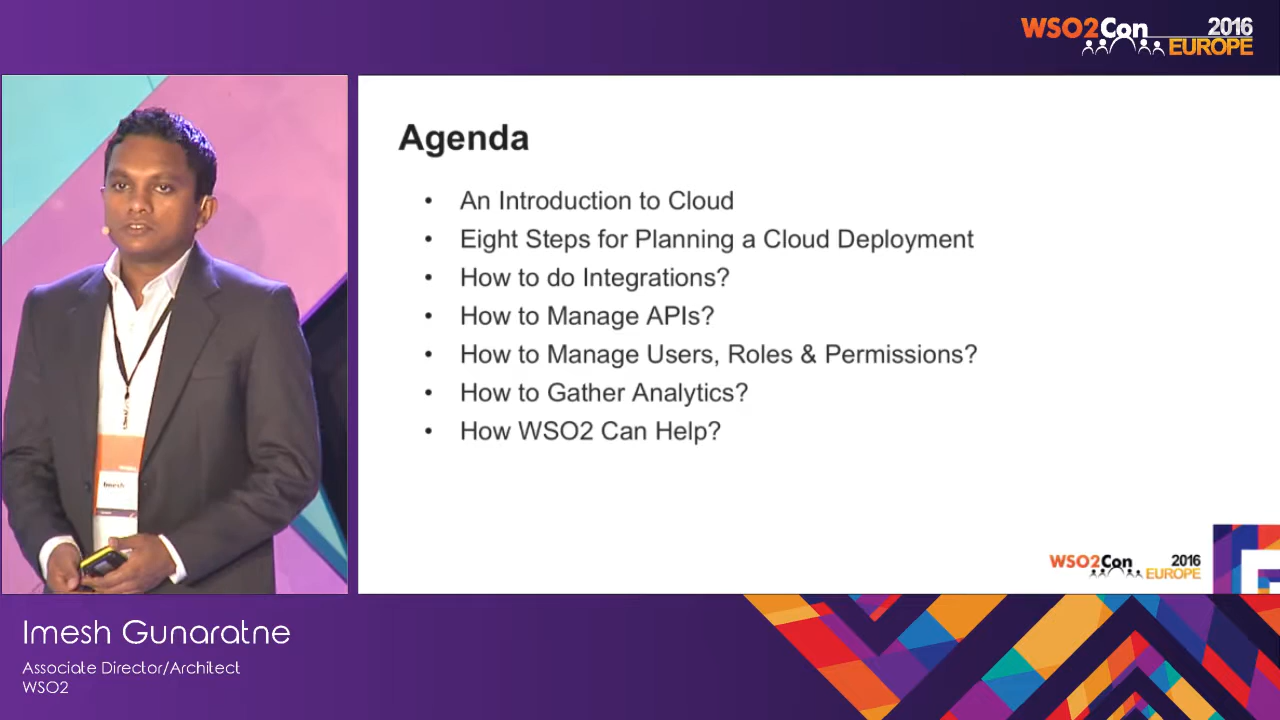 WSO2Con 2016
EUROPE
Agenda
• An Introduction to Cloud
• Eight Steps for Planning a Cloud Deployment
• How to do Integrations?
• How to Manage APIs?
• How to Manage Users, Roles & Permissions?
• How to Gather Analytics?
• How WSO2 Can Help?
WSO2Con 2016
EUROPE
Imesh
Imesh Gunaratne
Associate Director/Architect
WSO2